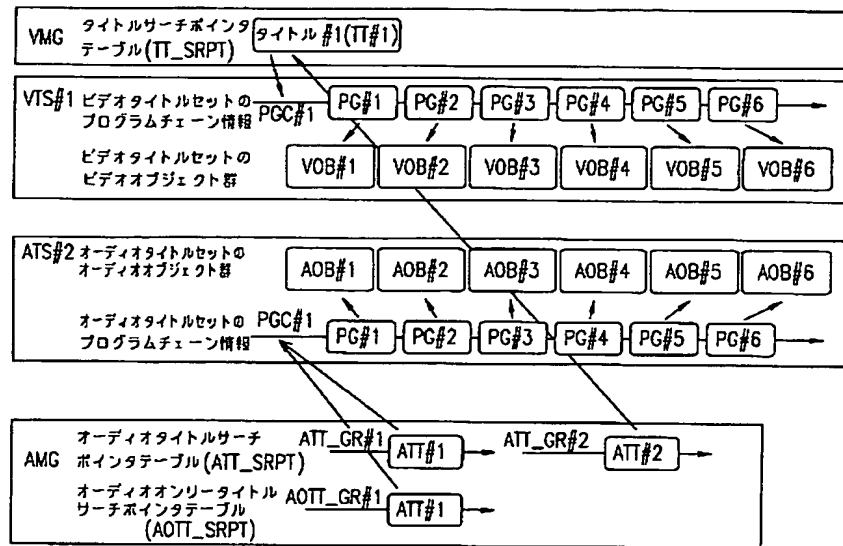 VMG
タイトルサーチポインタ
テーブル(TT_SRPT)
タイトル #1(TT#1)
VTS#1
ビデオタイトルセットの
プログラムチェーン情報
PGC#1
PG#1 PG#2 PG#3 PG#4 PG#5 PG#6
ビデオタイトルセットの
ビデオオブジェクト群
VOB#1 VOB#2 VOB#3 VOB#4 VOB#5 VOB#6
ATS#2
オーディオタイトルセットの
オーディオオブジェクト群
AOB#1 AOB#2 AOB#3 AOB#4 AOB#5 AOB#6
オーディオタイトルセットの
プログラムチェーン情報
PGC#1
PG#1 PG#2 PG#3 PG#4 PG#5 PG#6
AMG
オーディオタイトルサーチ
ポインタテーブル(ATT_SRPT)
ATT_GR#1 ATT#1 ATT_GR#2 ATT#2
オーディオオンリータイトル
サーチポインタテーブル
(AOTT_SRPT)
AOTT_GR#1 ATT#1